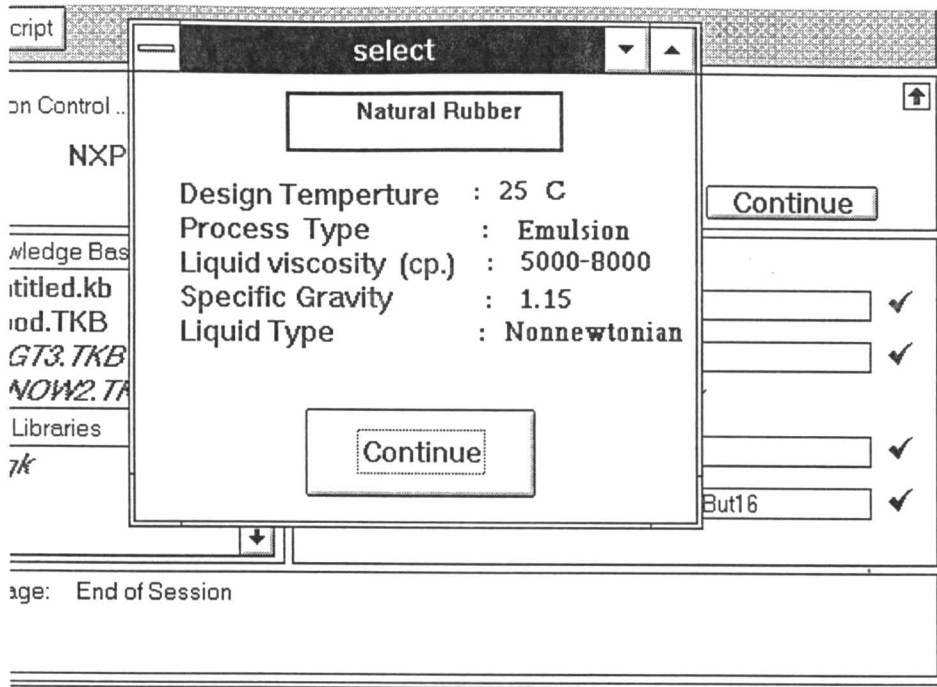 cript
select
Natural Rubber
on Control ..
NXP
Design Temperture : 25 C
Process Type : Emulsion
Liquid viscosity (cp.) : 5000-8000
Specific Gravity : 1.15
Liquid Type : Nonnewtonian
Continue
Continue
wledge Bas
titled.kb
od.TKB
GT3.TKB
NOW2.TK
Libraries
gk
But16
age: End of Session